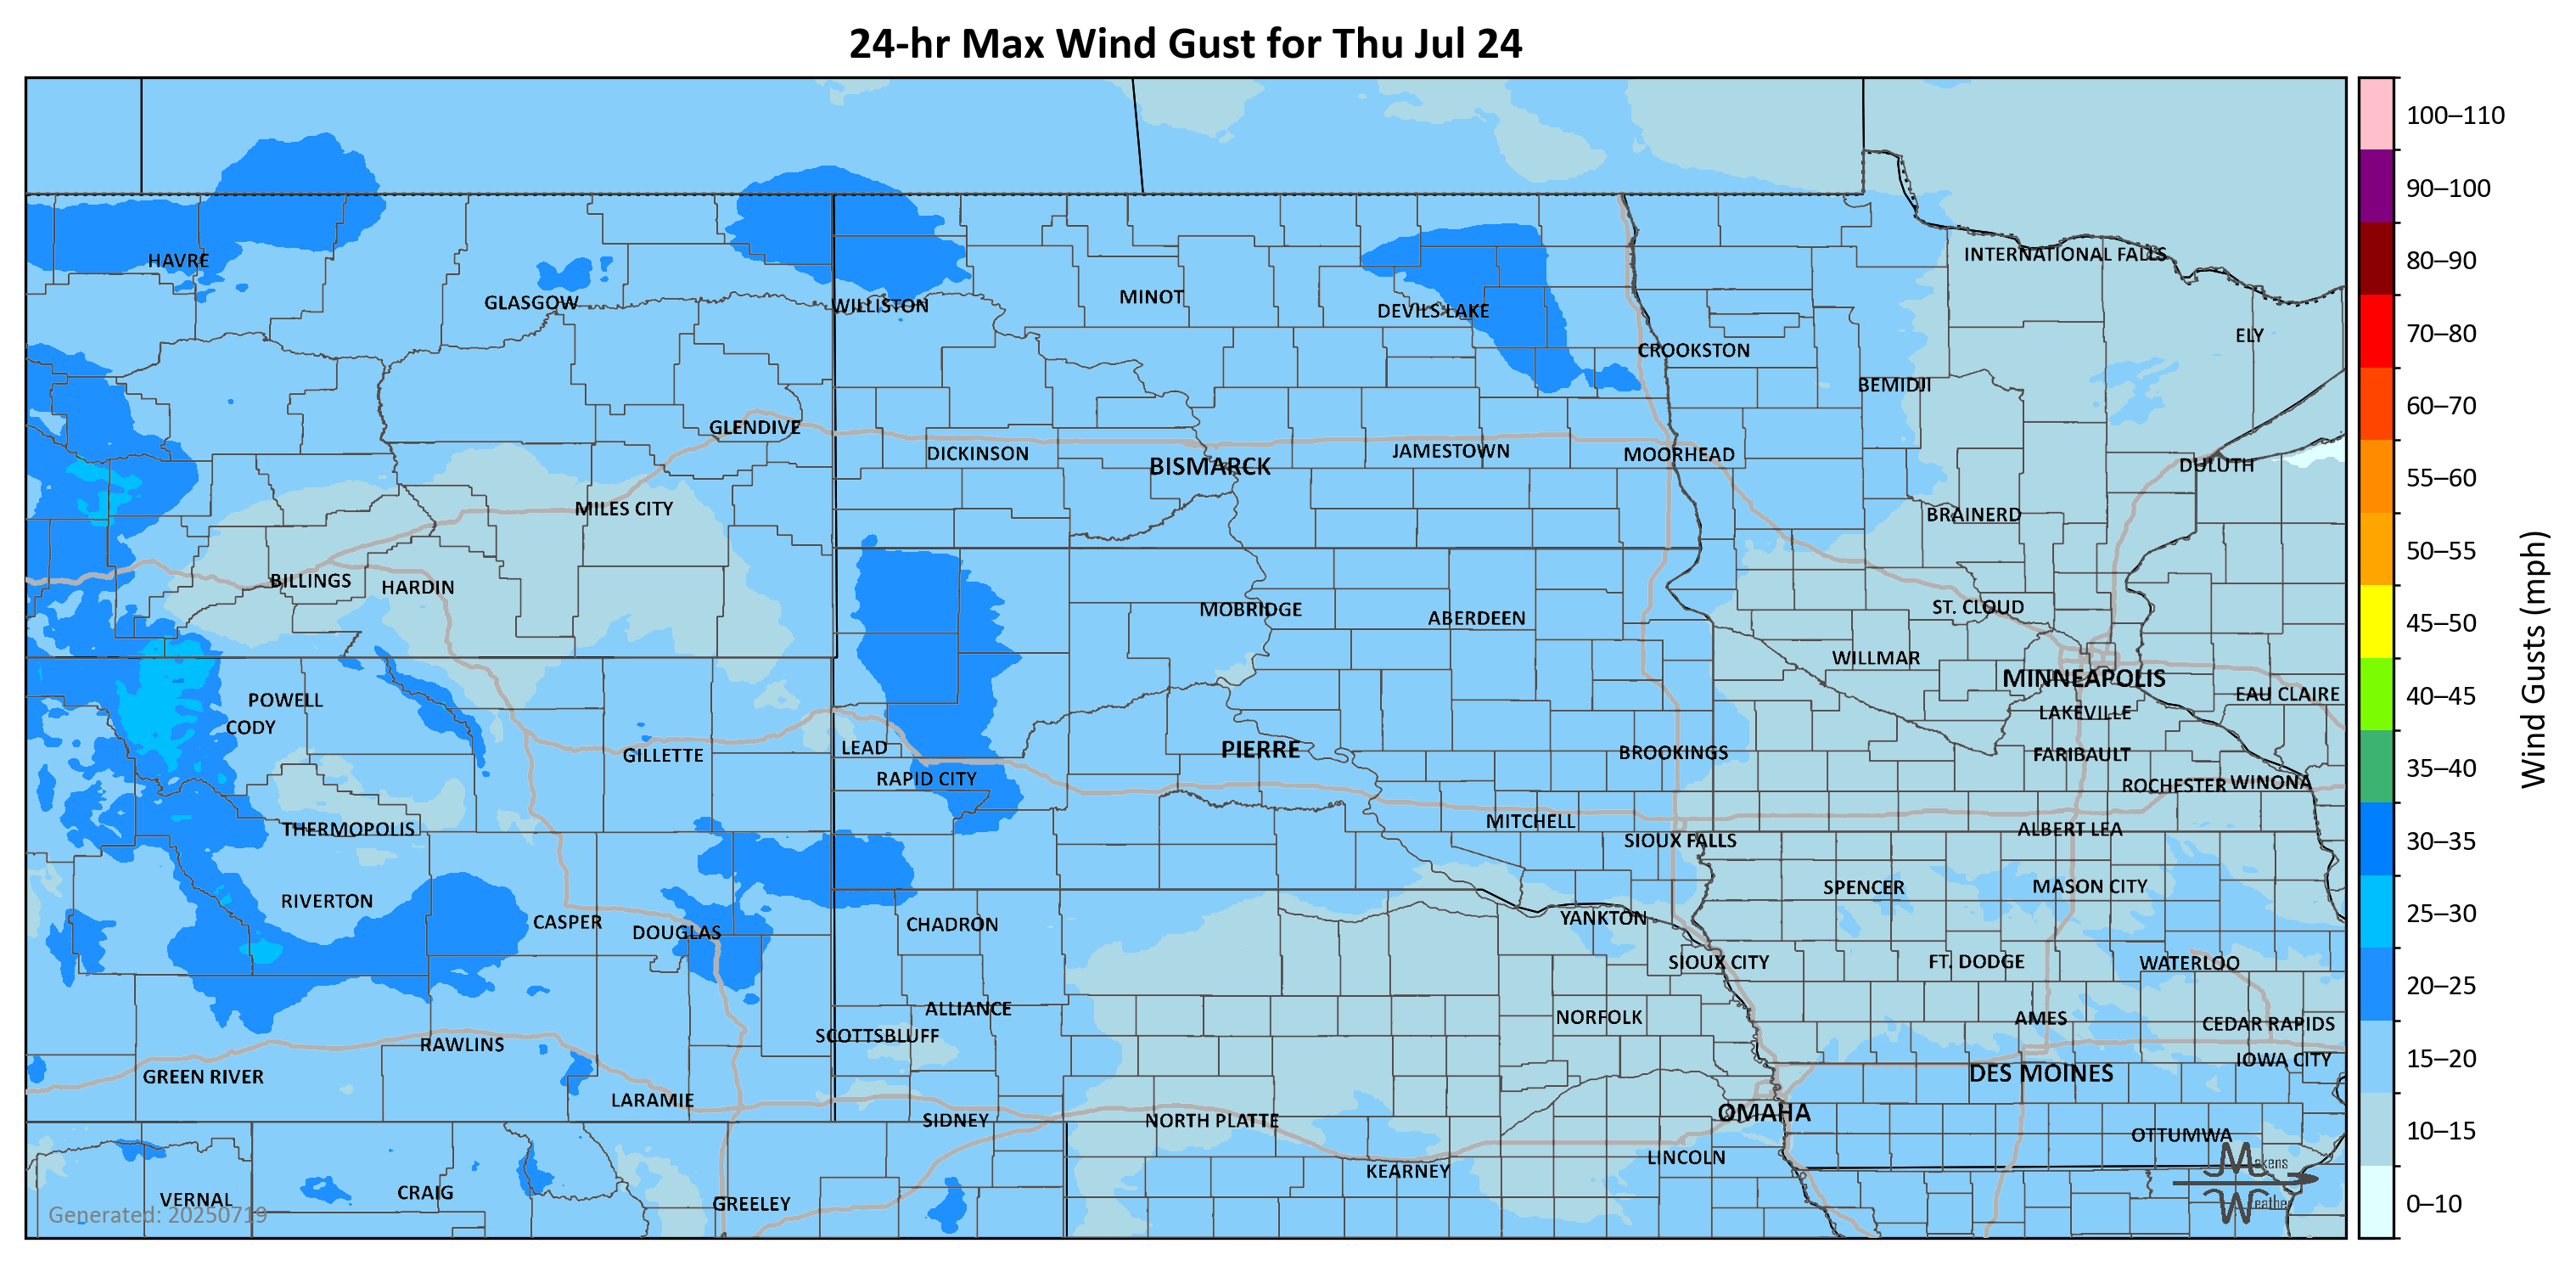 24-hr Max Wind Gust for Thu Jul 24
100–110
90–100
80–90
70–80
60–70
55–60
50–55
45–50
40–45
35–40
30–35
25–30
20–25
15–20
10–15
0–10
Wind Gusts (mph)
HAVRE
GLASGOW
WILLISTON
MINOT
DEVILS LAKE
INTERNATIONAL FALLS
ELY
CROOKSTON
BEMIDJI
GLENDIVE
DICKINSON
BISMARCK
JAMESTOWN
MOORHEAD
DULUTH
MILES CITY
BRAINERD
BILLINGS
HARDIN
MOBRIDGE
ABERDEEN
ST. CLOUD
WILLMAR
MINNEAPOLIS
EAU CLAIRE
LAKEVILLE
POWELL
CODY
GILLETTE
LEAD
RAPID CITY
PIERRE
BROOKINGS
FARIBAULT
ROCHESTER
WINONA
THERMOPOLIS
MITCHELL
SIOUX FALLS
ALBERT LEA
RIVERTON
CASPER
DOUGLAS
CHADRON
YANKTON
SPENCER
MASON CITY
SIOUX CITY
FT. DODGE
WATERLOO
ALLIANCE
SCOTTSBLUFF
NORFOLK
AMES
CEDAR RAPIDS
RAWLINS
GREEN RIVER
IOWA CITY
DES MOINES
LARAMIE
SIDNEY
NORTH PLATTE
OMAHA
OTTUMWA
KEARNEY
LINCOLN
VERNAL
CRAIG
GREELEY
Generated: 20250719
Makens
Weather